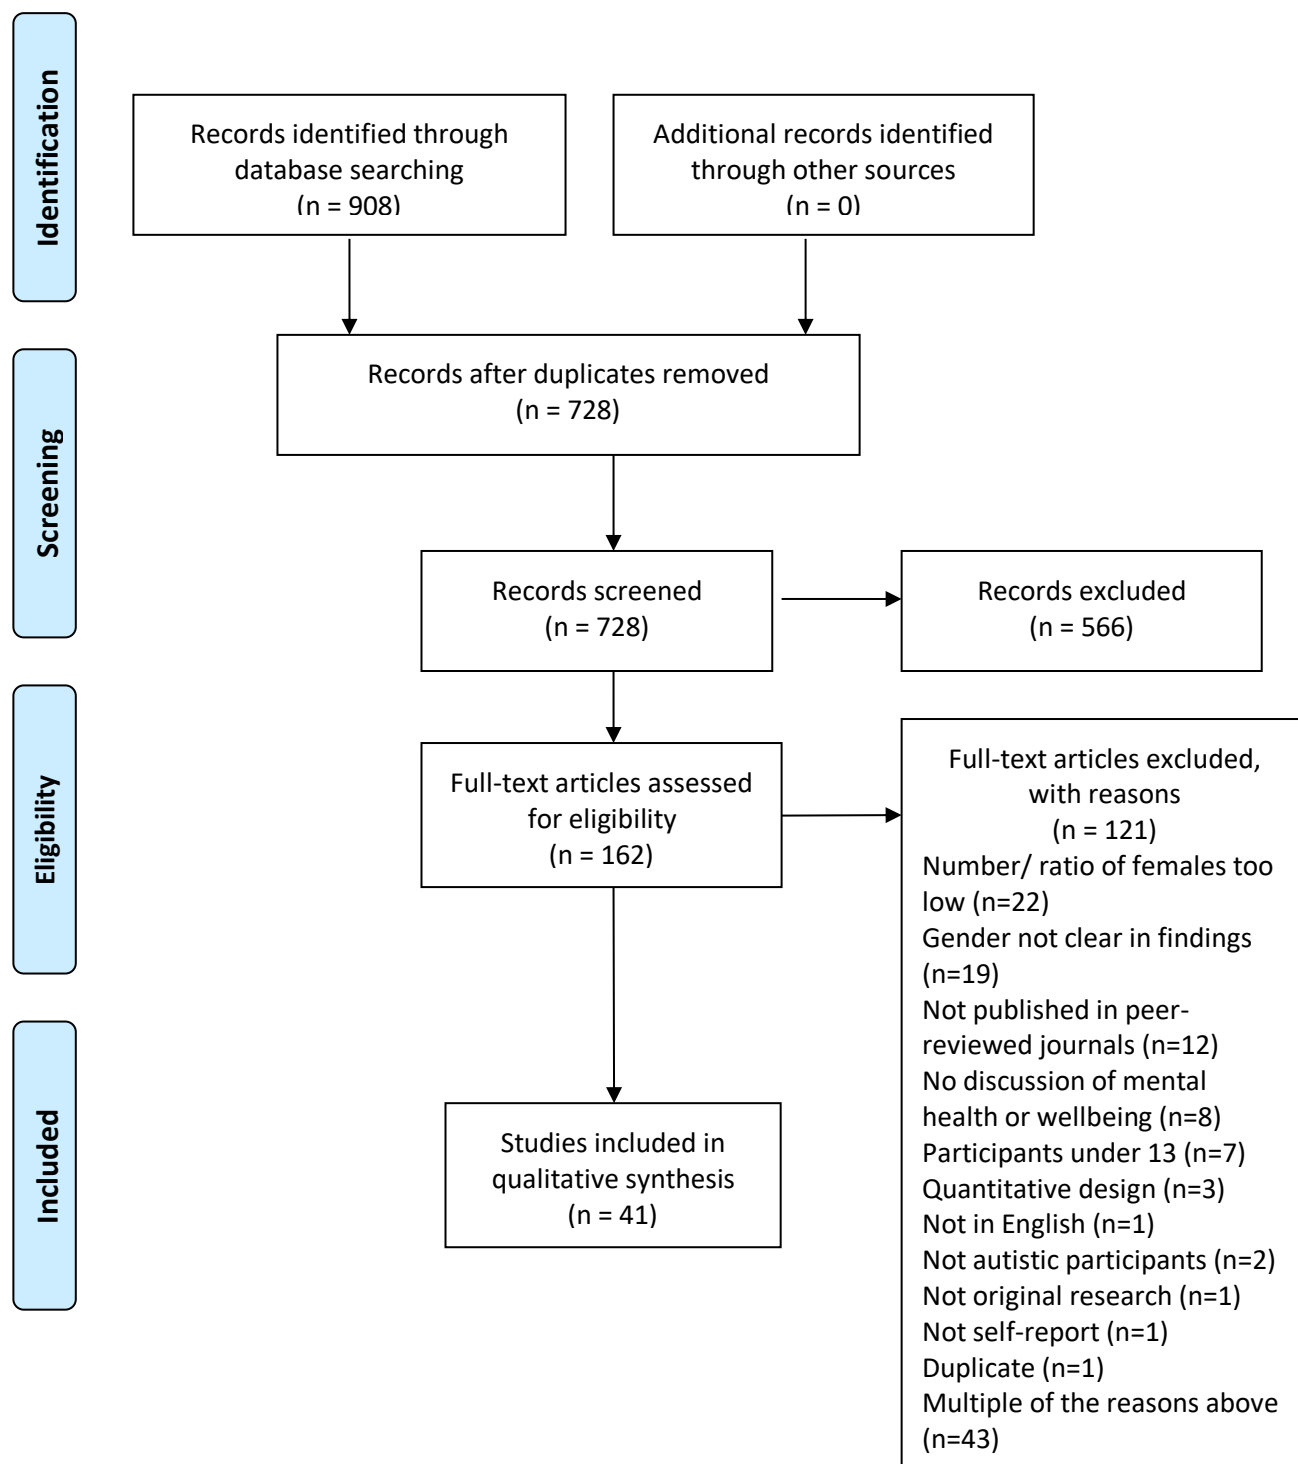 Identification
Records identified through
database searching
(n = 908)
Additional records identified
through other sources
(n = 0)
Records after duplicates removed
(n = 728)
Screening
Records screened
(n = 728)
Records excluded
(n = 566)
Eligibility
Full-text articles assessed
for eligibility
(n = 162)
Full-text articles excluded,
with reasons
(n = 121)
Number/ ratio of females too
low (n=22)
Gender not clear in findings
(n=19)
Not published in peer-
reviewed journals (n=12)
No discussion of mental
health or wellbeing (n=8)
Participants under 13 (n=7)
Quantitative design (n=3)
Not in English (n=1)
Not autistic participants (n=2)
Not original research (n=1)
Not self-report (n=1)
Duplicate (n=1)
Multiple of the reasons above
(n=43)
Included
Studies included in
qualitative synthesis
(n = 41)